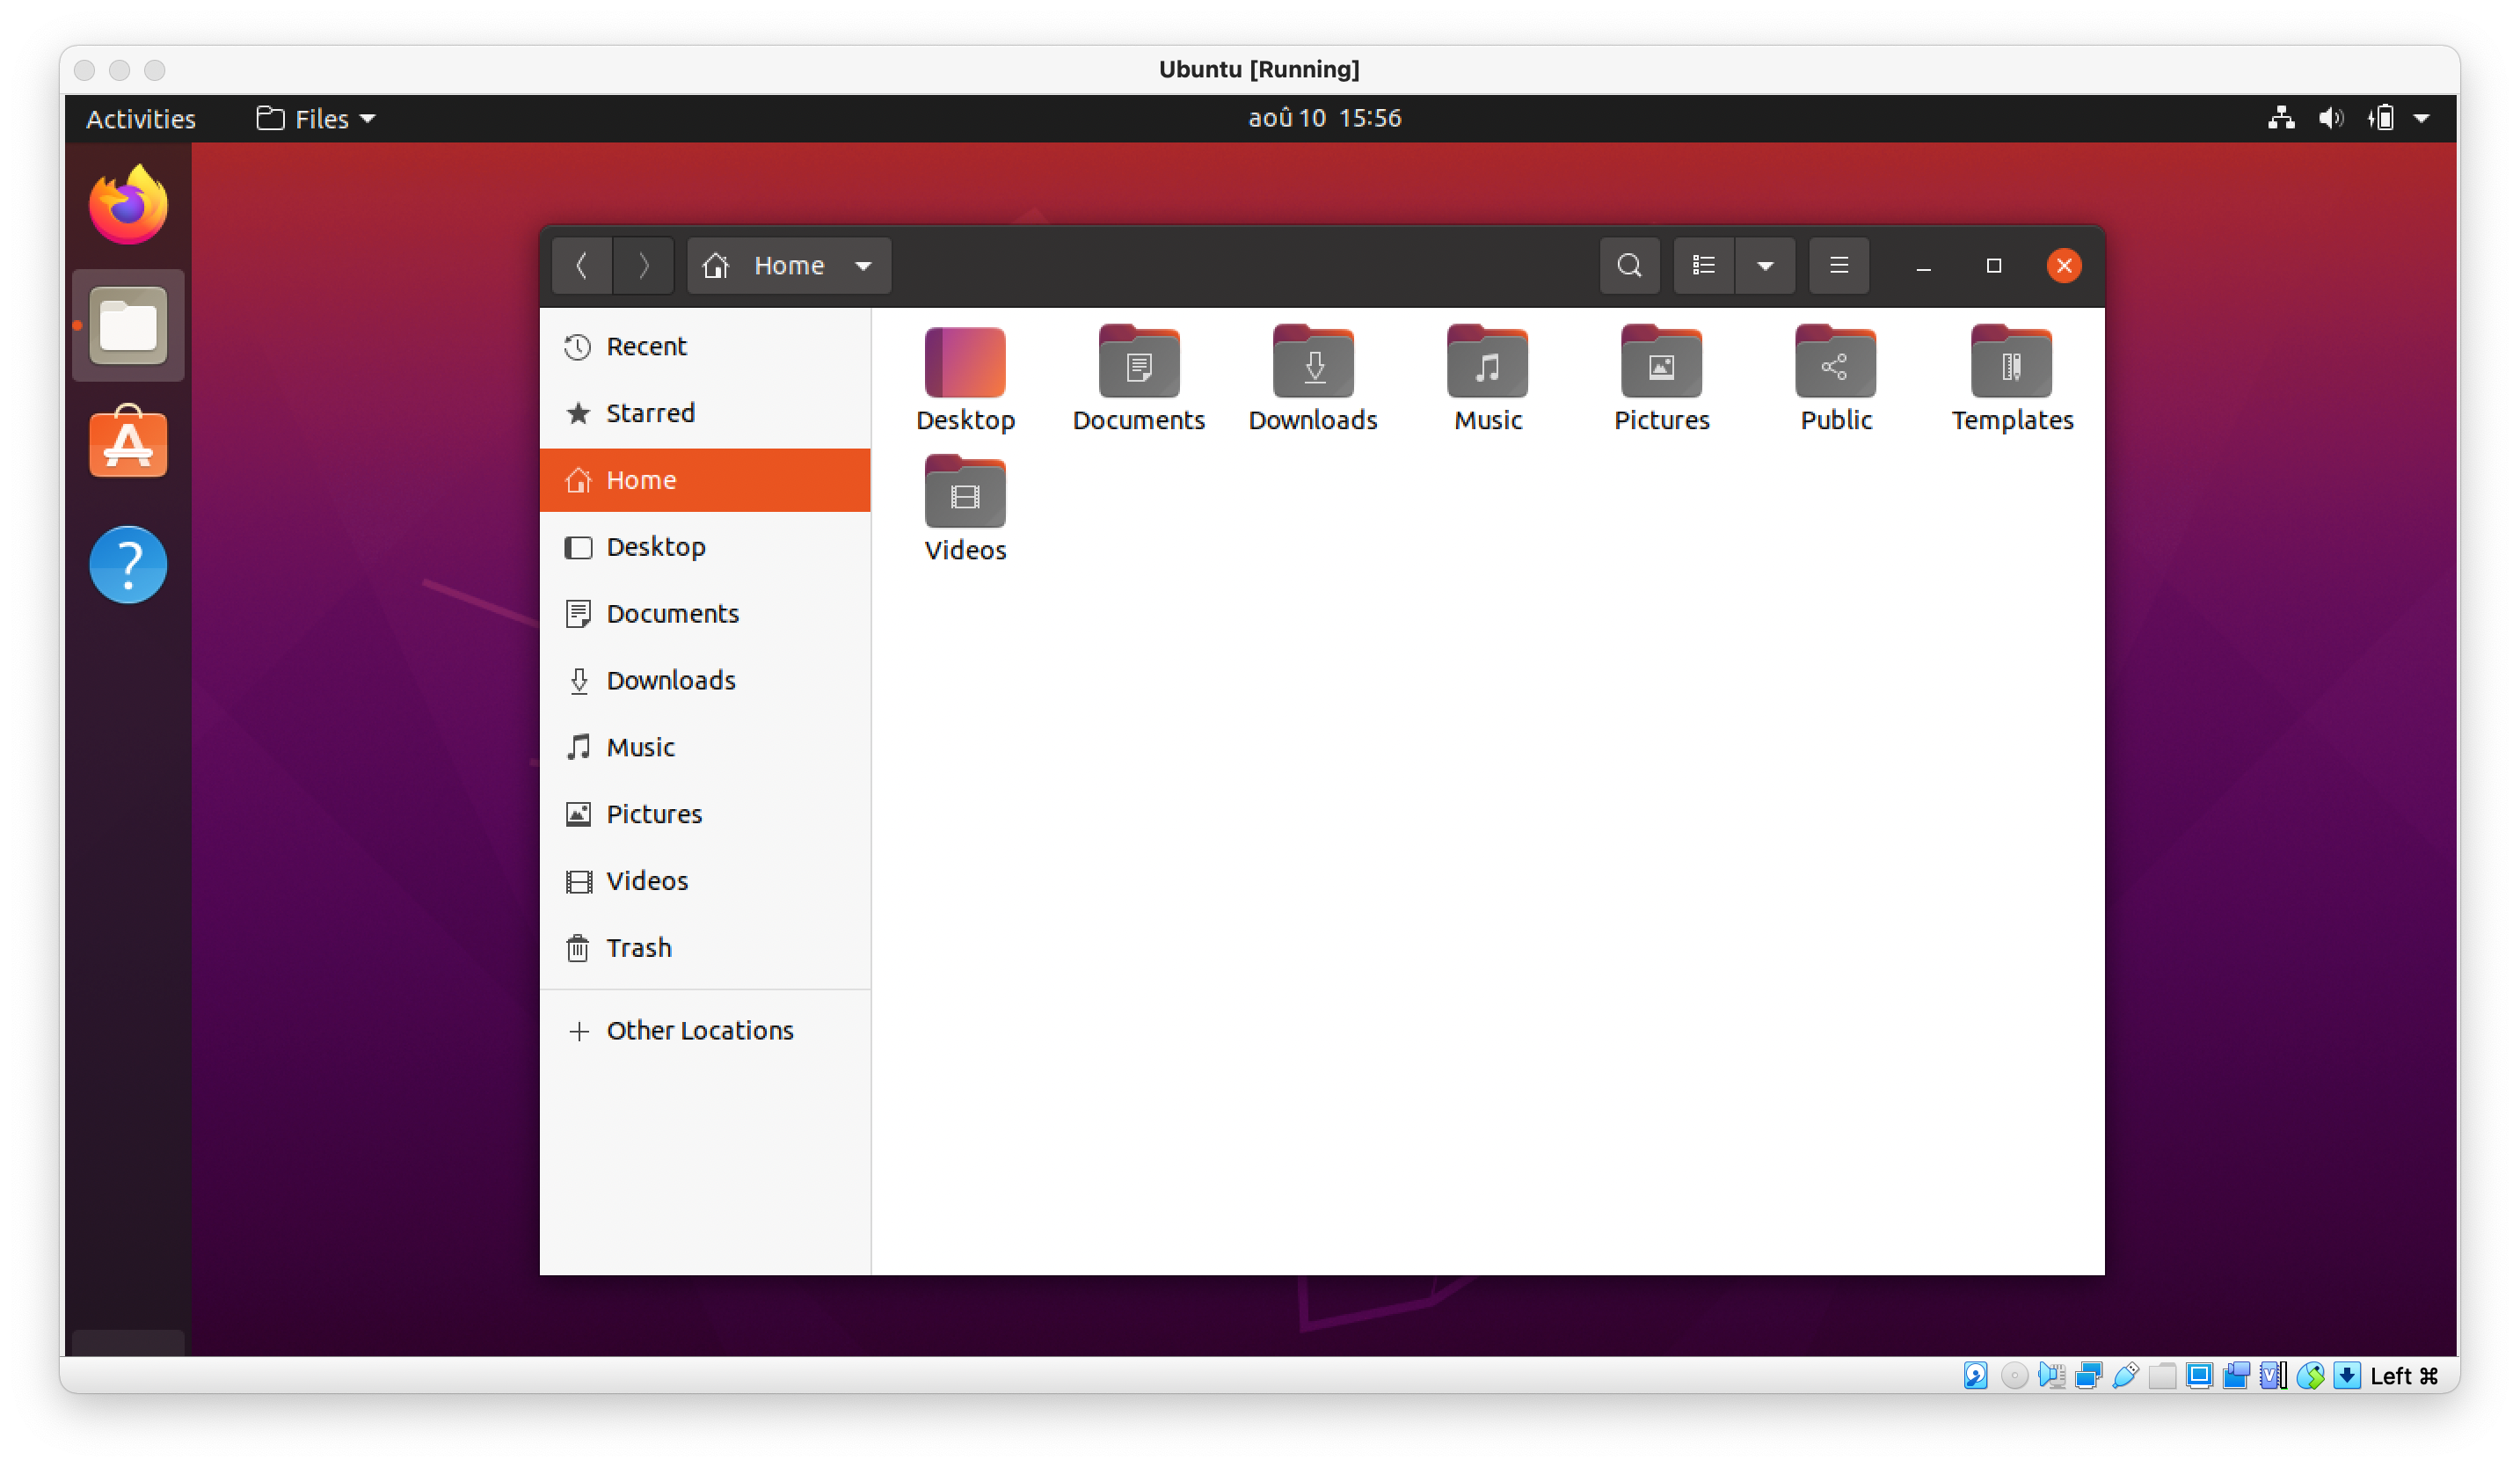 Ubuntu [Running]
Activities Files août 10 15:56
Home
Recent
Starred
Home
Desktop
Documents
Downloads
Music
Pictures
Videos
Trash
Other Locations
Desktop Documents Downloads Music Pictures Public Templates
Videos
Left ⌘